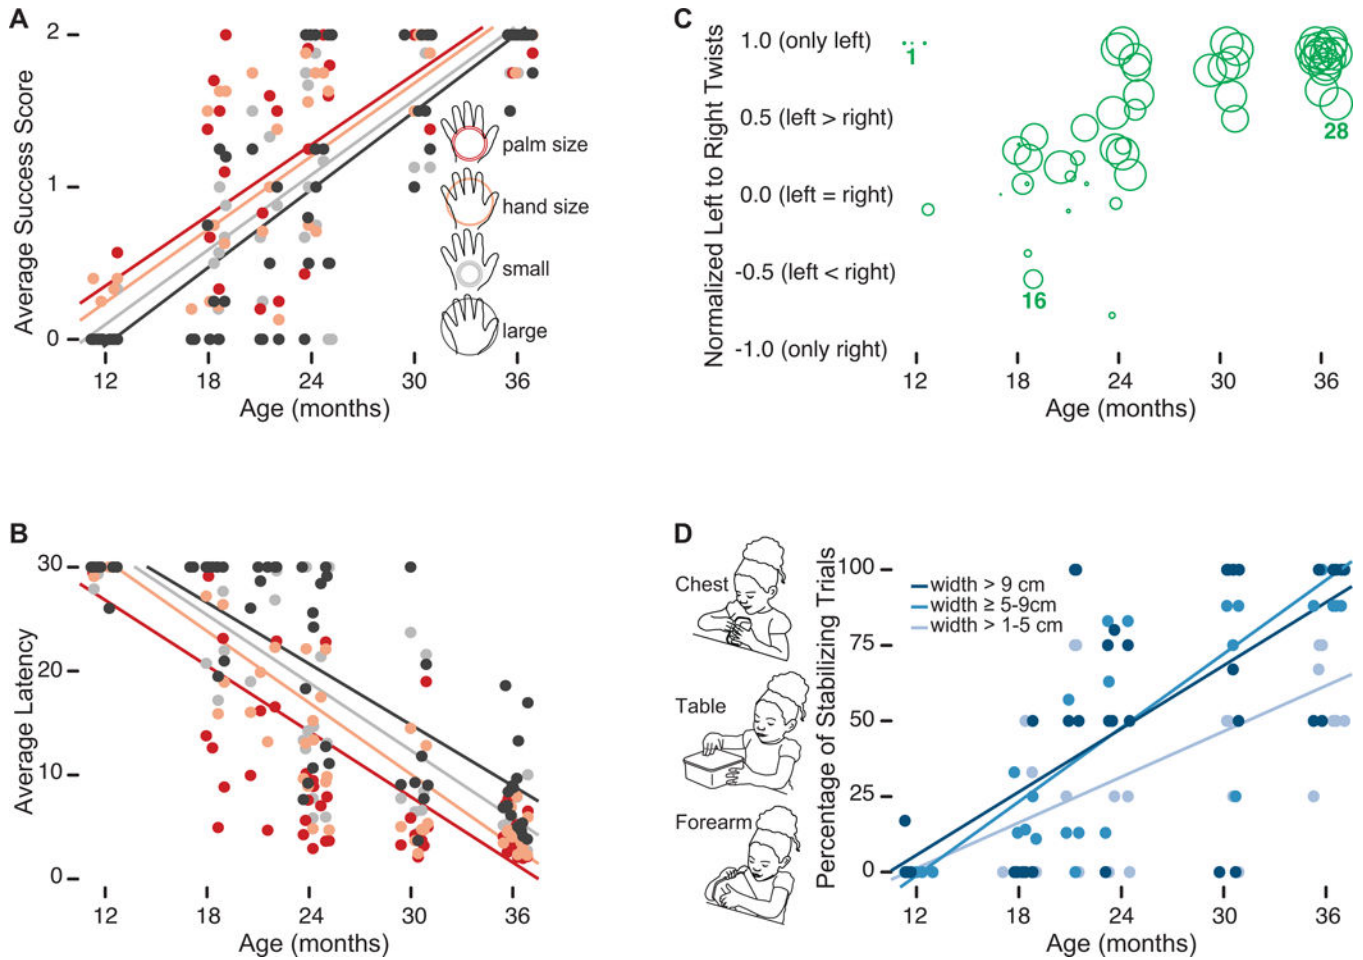 A
Average Success Score
2
1
0
12 18 24 30 36
Age (months)
palm size
hand size
small
large
C
Normalized Left to Right Twists
1.0 (only left)
0.5 (left > right)
0.0 (left = right)
-0.5 (left < right)
-1.0 (only right)
1
16
28
12 18 24 30 36
Age (months)
B
Average Latency
30
20
10
0
12 18 24 30 36
Age (months)
D
Chest
Table
Forearm
Percentage of Stabilizing Trials
100
75
50
25
0
width > 9 cm
width ≥ 5-9cm
width > 1-5 cm
12 18 24 30 36
Age (months)